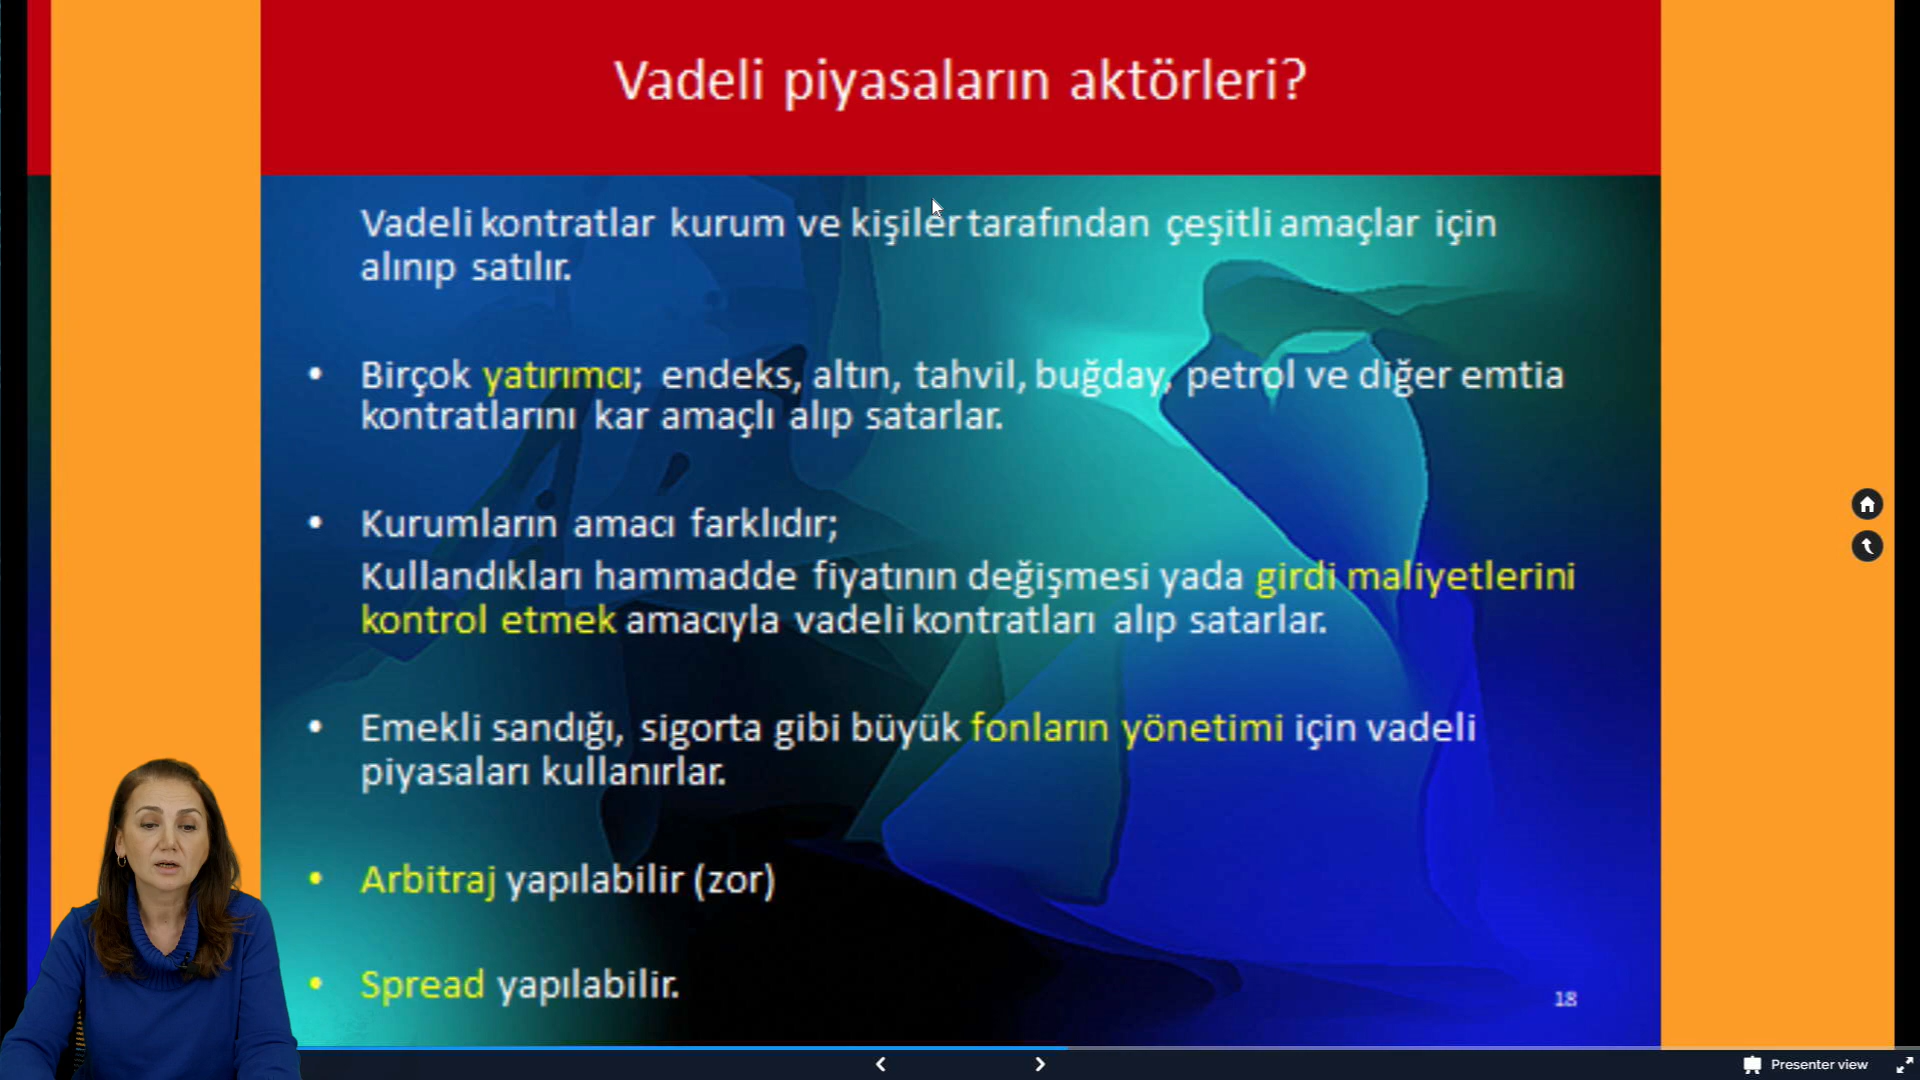 Vadeli piyasaların aktörleri?
Vadeli kontratlar kurum ve kişiler tarafından çeşitli amaçlar için
alınıp satılır.
• Birçok yatırımcı; endeks, altın, tahvil, buğday, petrol ve diğer emtia
kontratlarını kar amaçlı alıp satarlar.
• Kurumların amacı farklıdır;
Kullandıkları hammadde fiyatının değişmesi yada girdi maliyetlerini
kontrol etmek amacıyla vadeli kontratları alıp satarlar.
• Emekli sandığı, sigorta gibi büyük fonların yönetimi için vadeli
piyasaları kullanırlar.
• Arbitraj yapılabilir (zor)
• Spread yapılabilir.
18
Presenter view